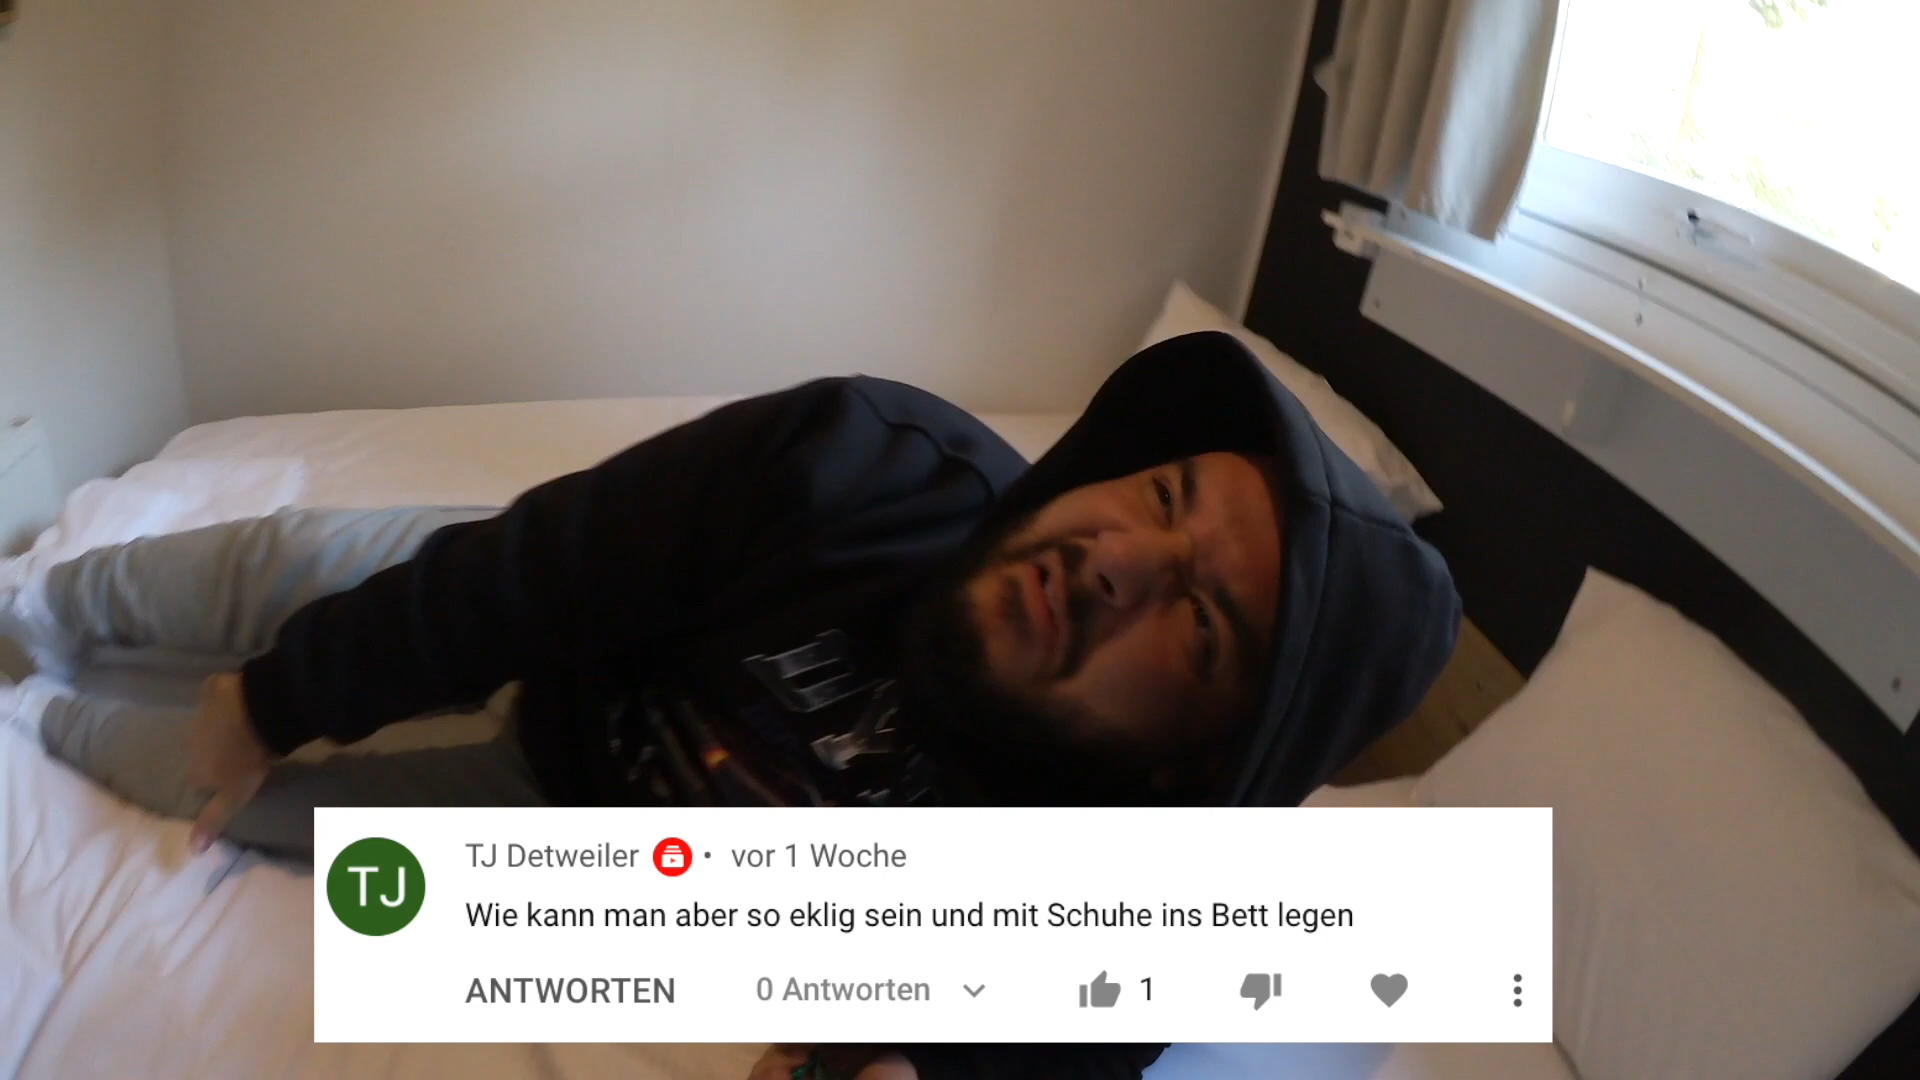 TJ
TJ Detweiler • vor 1 Woche
Wie kann man aber so eklig sein und mit Schuhe ins Bett legen
ANTWORTEN 0 Antworten 1